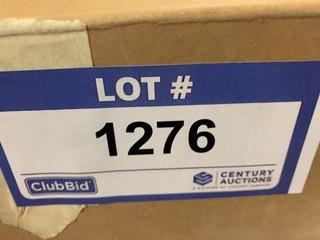 LOT #
1276
ClubBid
CENTURY
AUCTIONS